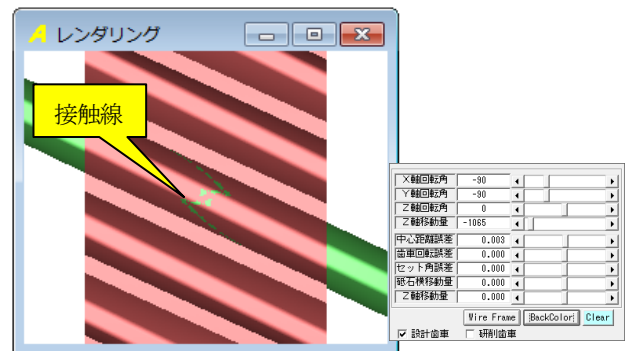 レンダリング
接触線
X軸回転角 -90
Y軸回転角 -90
Z軸回転角 0
Z軸移動量 -1065
中心距離誤差 0.003
歯車回転誤差 0.000
セット角誤差 0.000
砥石横移動量 0.000
Z軸移動量 0.000
Wire Frame BackColor Clear
設計歯車 研削歯車